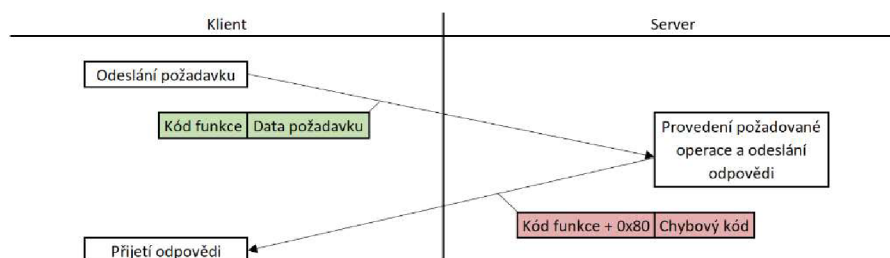 Klient
Server
Odeslání požadavku
Kód funkce Data požadavku
Provedení požadované
operace a odeslání
odpovědi
Kód funkce + 0x80 Chybový kód
Přijetí odpovědi